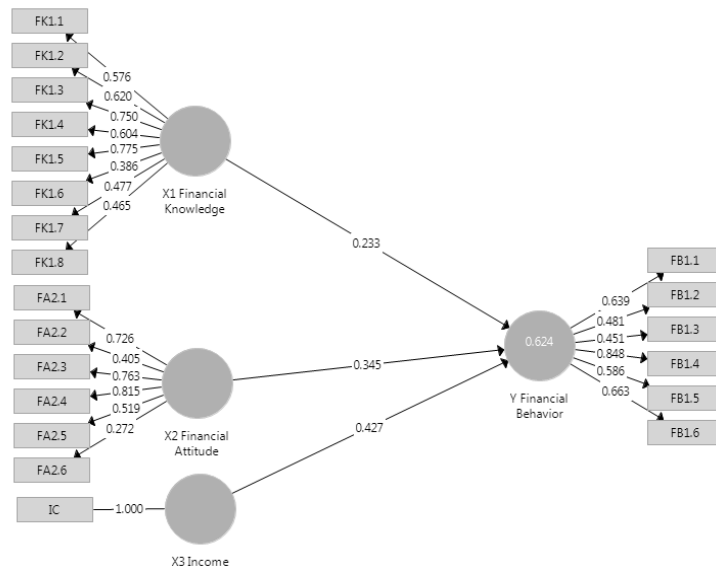 FK1.1
FK1.2
FK1.3
FK1.4
FK1.5
FK1.6
FK1.7
FK1.8
0.576
0.620
0.750
0.604
0.775
0.386
0.477
0.465
X1 Financial
Knowledge
0.233
FA2.1
FA2.2
FA2.3
FA2.4
FA2.5
FA2.6
0.726
0.405
0.763
0.815
0.519
0.272
X2 Financial
Attitude
0.345
IC
1.000
X3 Income
0.427
0.624
Y Financial
Behavior
0.639
0.481
0.451
0.848
0.586
0.663
FB1.1
FB1.2
FB1.3
FB1.4
FB1.5
FB1.6